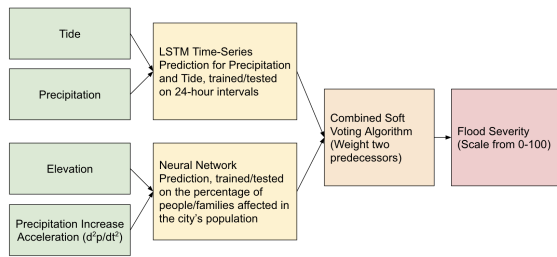 Tide
Precipitation
LSTM Time-Series
Prediction for Precipitation
and Tide, trained/tested
on 24-hour intervals
Elevation
Precipitation Increase
Acceleration (d²p/dt²)
Neural Network
Prediction, trained/tested
on the percentage of
people/families affected in
the city's population
Combined Soft
Voting Algorithm
(Weight two
predecessors)
Flood Severity
(Scale from 0-100)